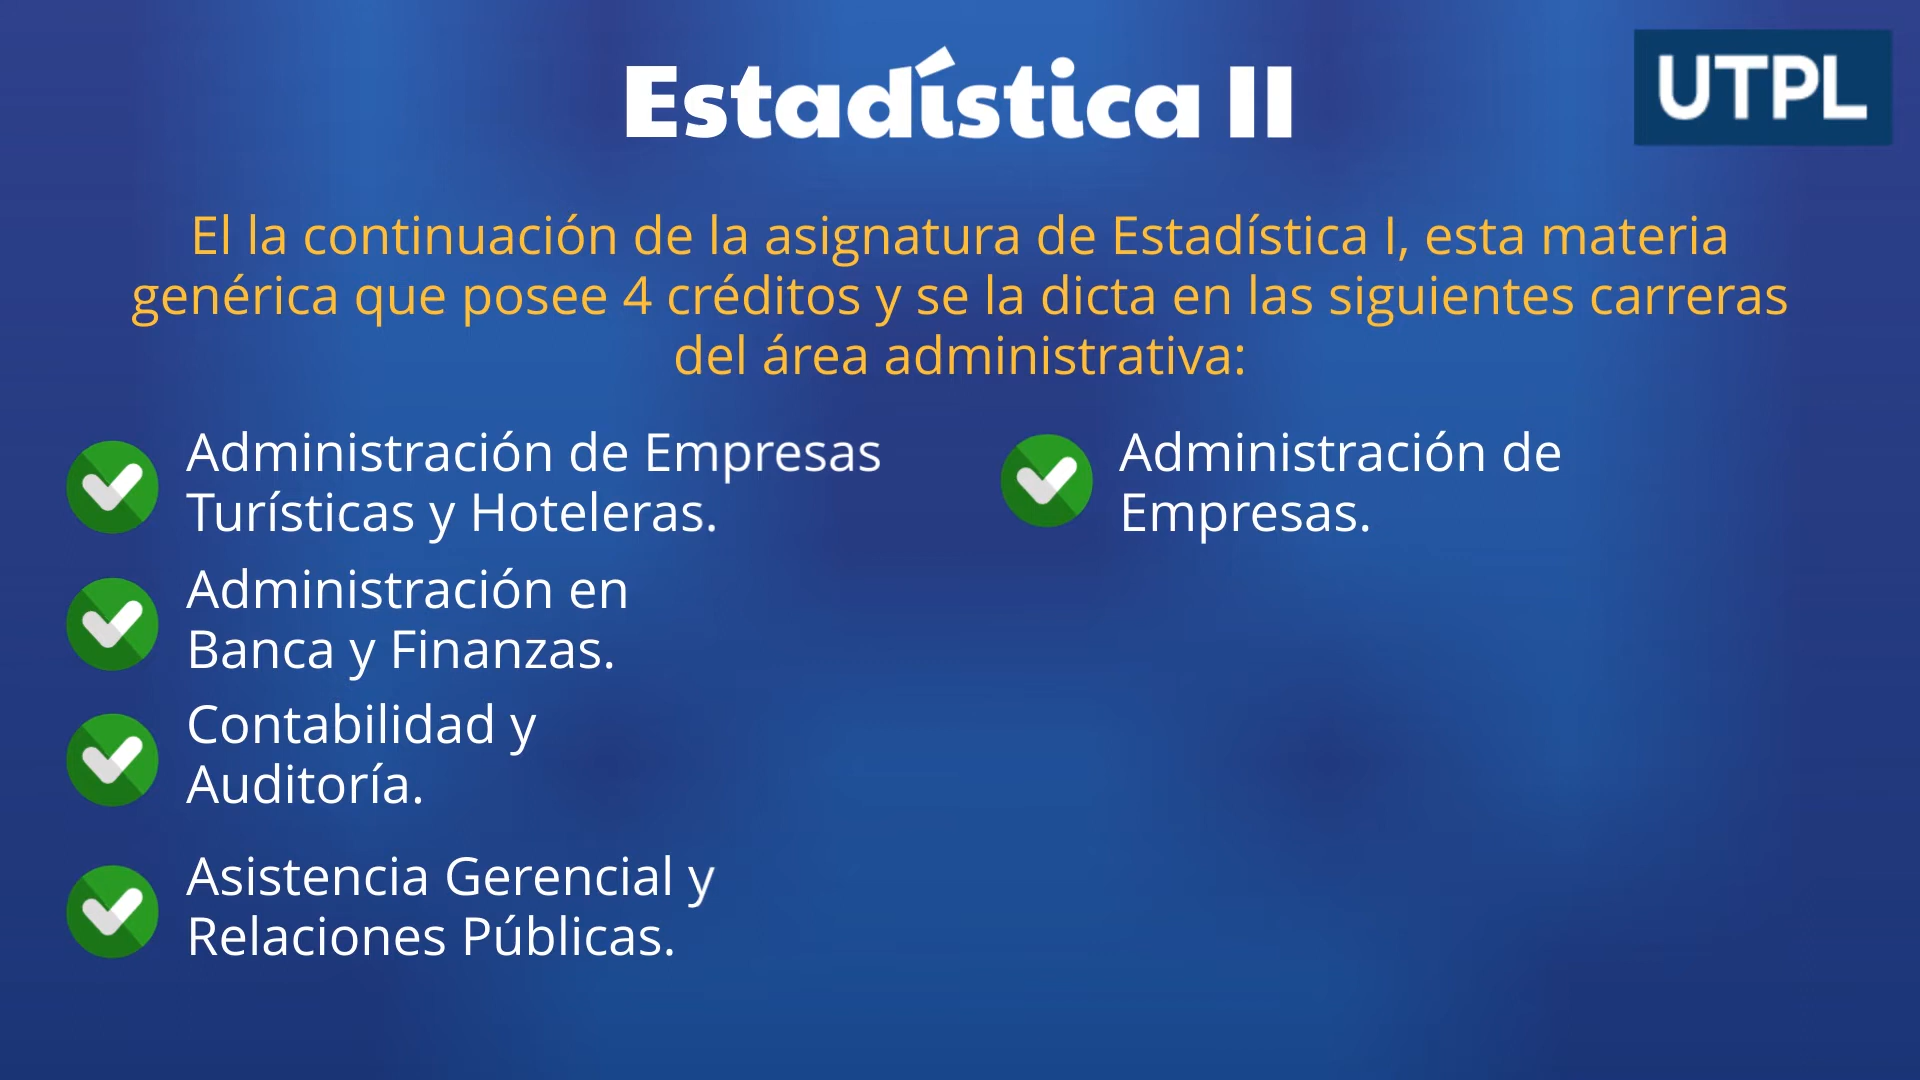 Estadística II
UTPL
El la continuación de la asignatura de Estadística I, esta materia
genérica que posee 4 créditos y se la dicta en las siguientes carreras
del área administrativa:
Administración de Empresas
Turísticas y Hoteleras.
Administración en
Banca y Finanzas.
Contabilidad y
Auditoría.
Asistencia Gerencial y
Relaciones Públicas.
Administración de
Empresas.